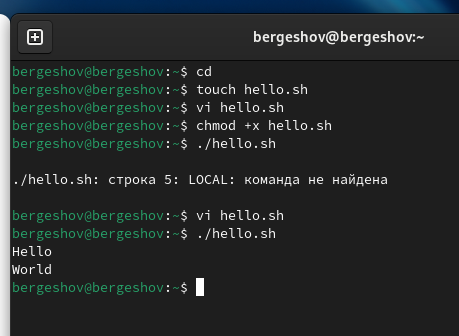 bergeshov@bergeshov:~
bergeshov@bergeshov:~$ cd
bergeshov@bergeshov:~$ touch hello.sh
bergeshov@bergeshov:~$ vi hello.sh
bergeshov@bergeshov:~$ chmod +x hello.sh
bergeshov@bergeshov:~$ ./hello.sh
./hello.sh: строка 5: LOCAL: команда не найдена
bergeshov@bergeshov:~$ vi hello.sh
bergeshov@bergeshov:~$ ./hello.sh
Hello
World
bergeshov@bergeshov:~$